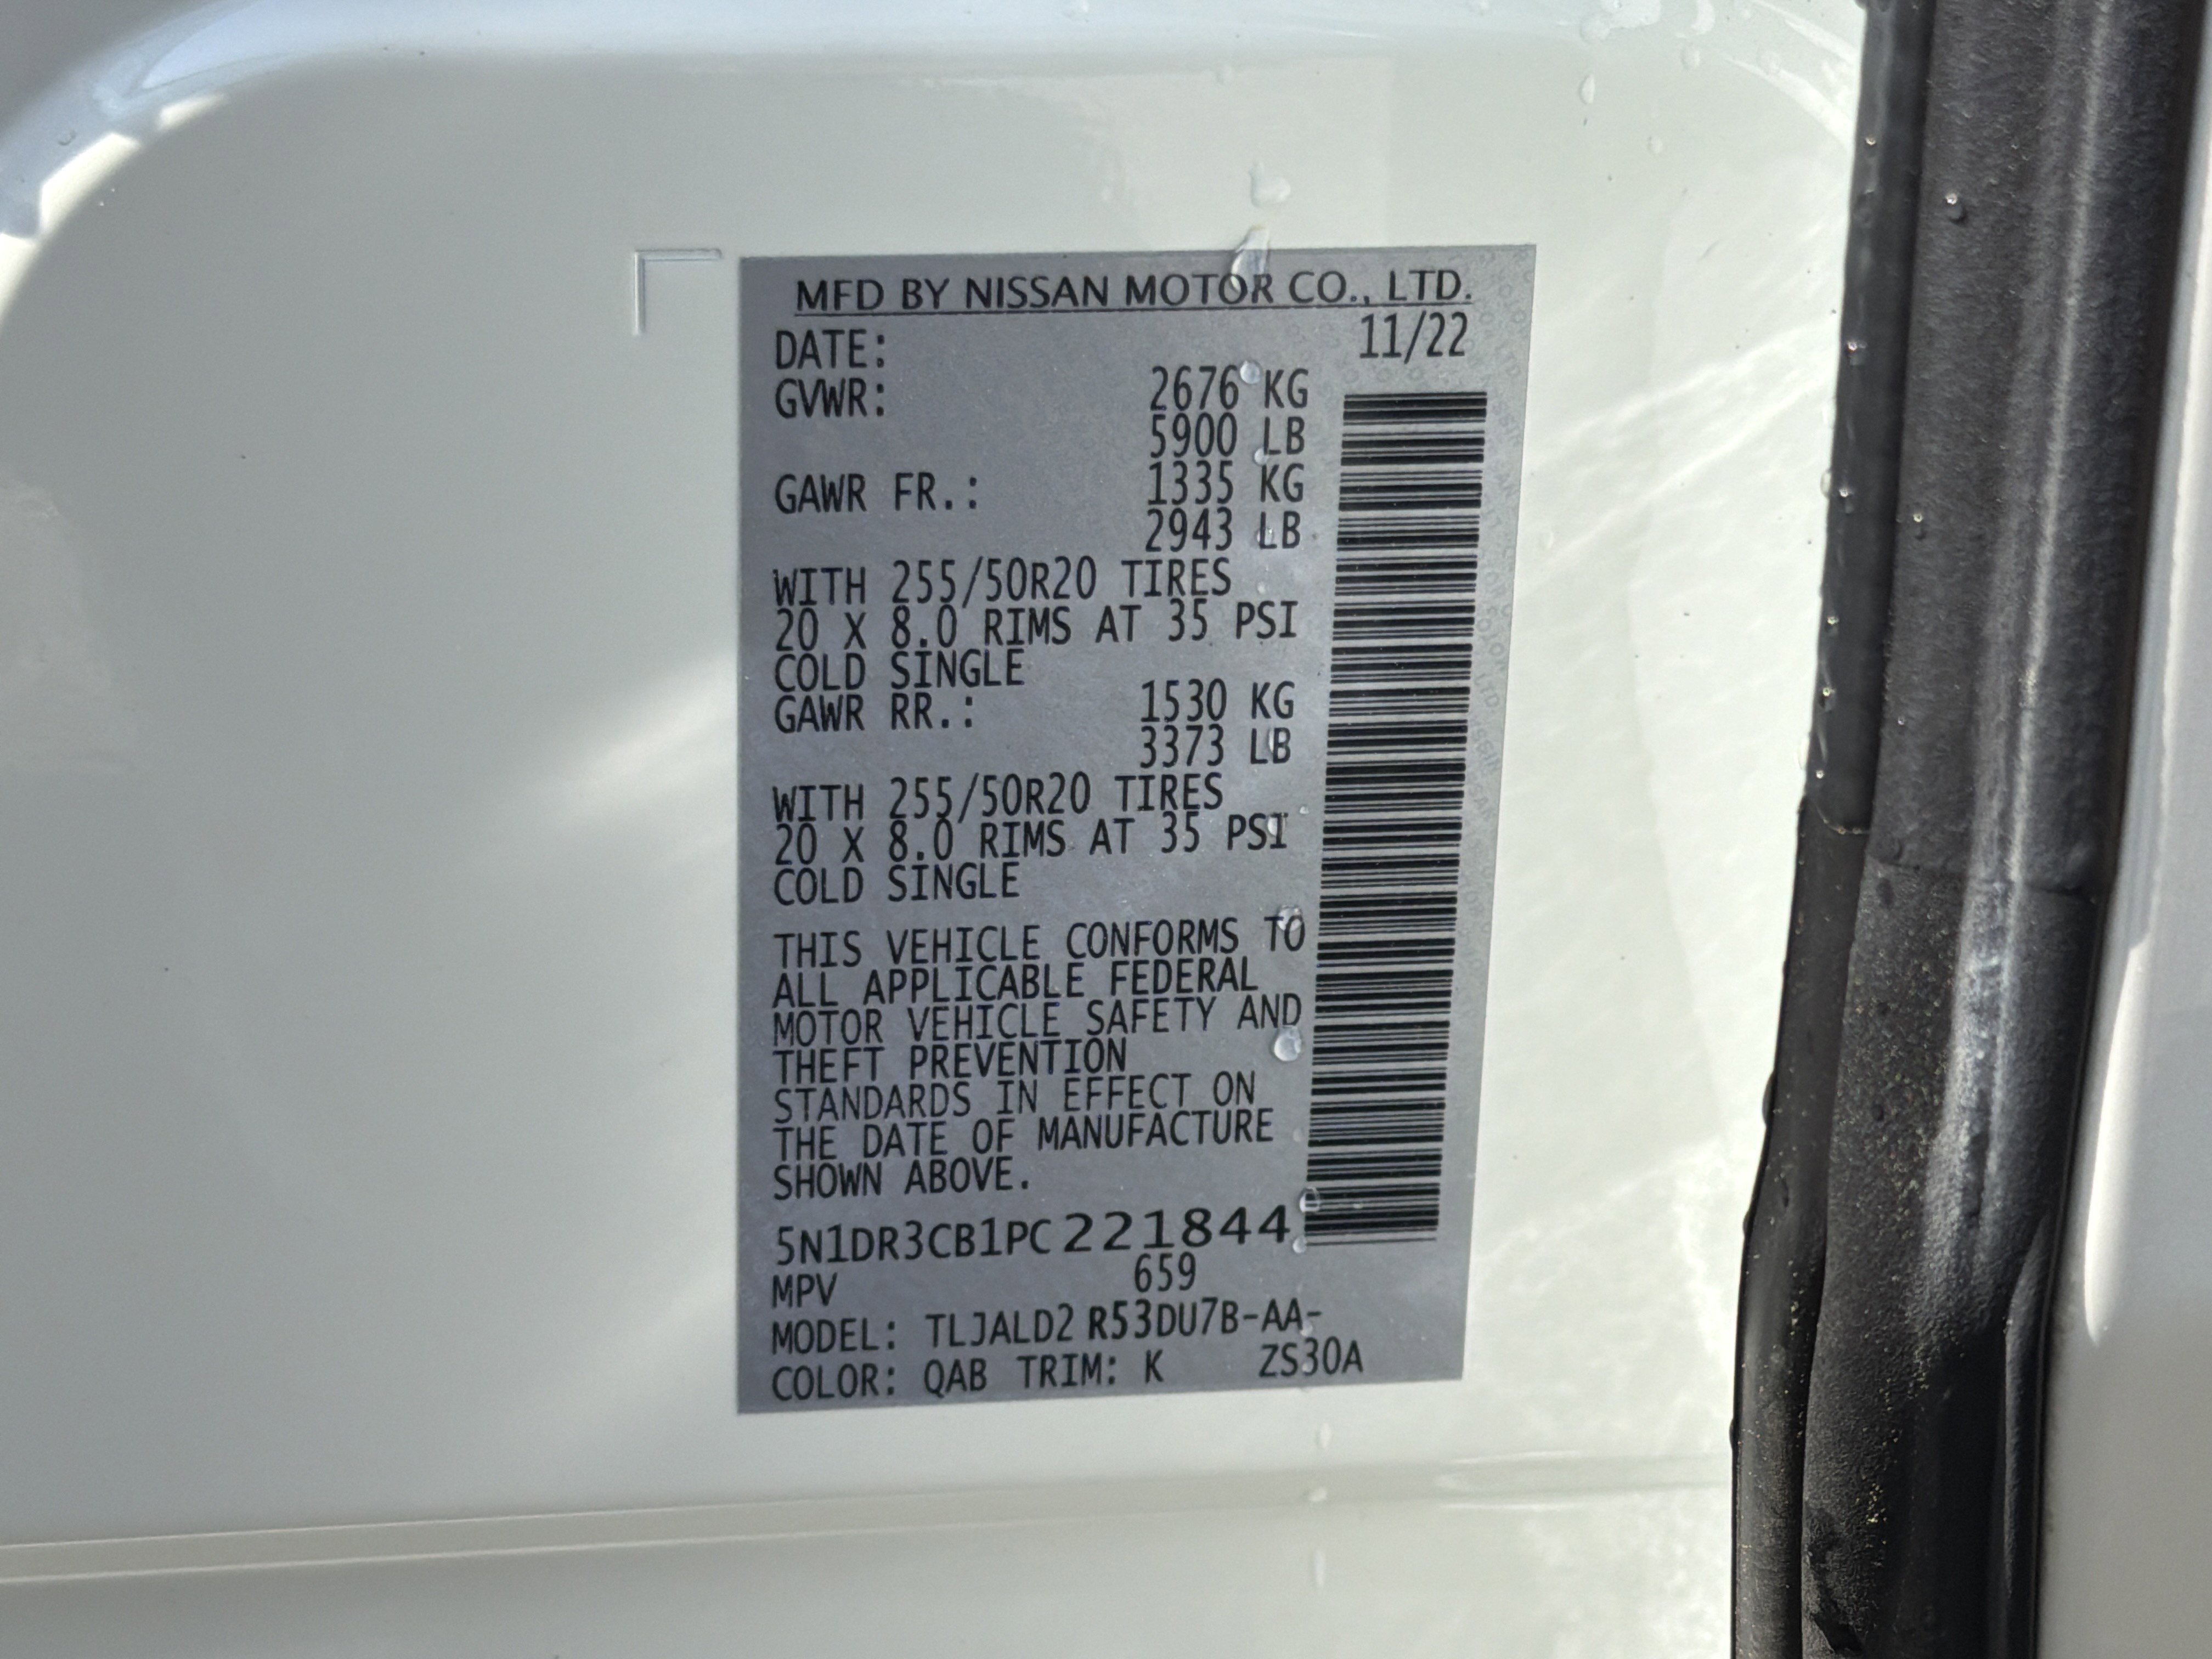 MFD BY NISSAN MOTOR CO., LTD.
DATE: 11/22
GVWR: 2676 KG
5900 LB
GAWR FR.: 1335 KG
2943 LB
WITH 255/50R20 TIRES
20 X 8.0 RIMS AT 35 PSI
COLD SINGLE
GAWR RR.: 1530 KG
3373 LB
WITH 255/50R20 TIRES
20 X 8.0 RIMS AT 35 PSI
COLD SINGLE
THIS VEHICLE CONFORMS TO
ALL APPLICABLE FEDERAL
MOTOR VEHICLE SAFETY AND
THEFT PREVENTION
STANDARDS IN EFFECT ON
THE DATE OF MANUFACTURE
SHOWN ABOVE.
5N1DR3CB1PC221844
MPV 659
MODEL: TLJALD2 R53DU7B-AA-
COLOR: QAB TRIM: K ZS30A